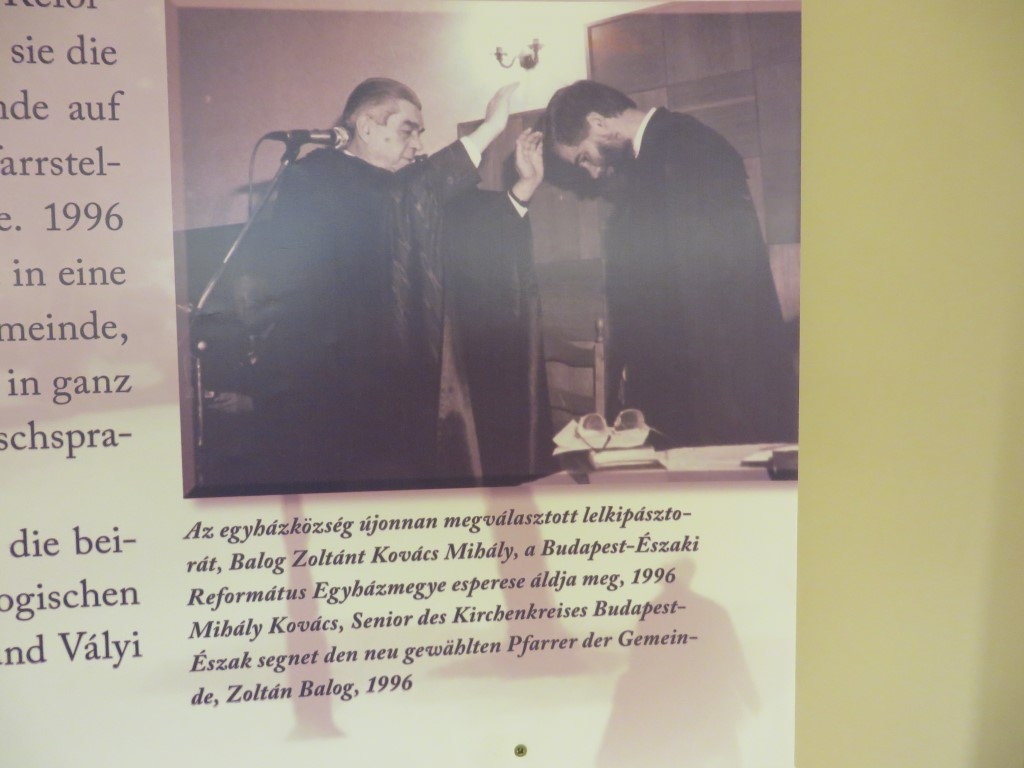 sie die
auf
e. 1996
in eine
meinde,
in ganz
schspra-
die bei-
ogischen
nd Vályi
Az egyházközség újonnan megválasztott lelkipászto-
rát, Balog Zoltánt Kovács Mihály, a Budapest-Északi
Református Egyházmegye esperese áldja meg, 1996
Mihály Kovács, Senior des Kirchenkreises Budapest-
Észak segnet den neu gewählten Pfarrer der Gemein-
de, Zoltán Balog, 1996